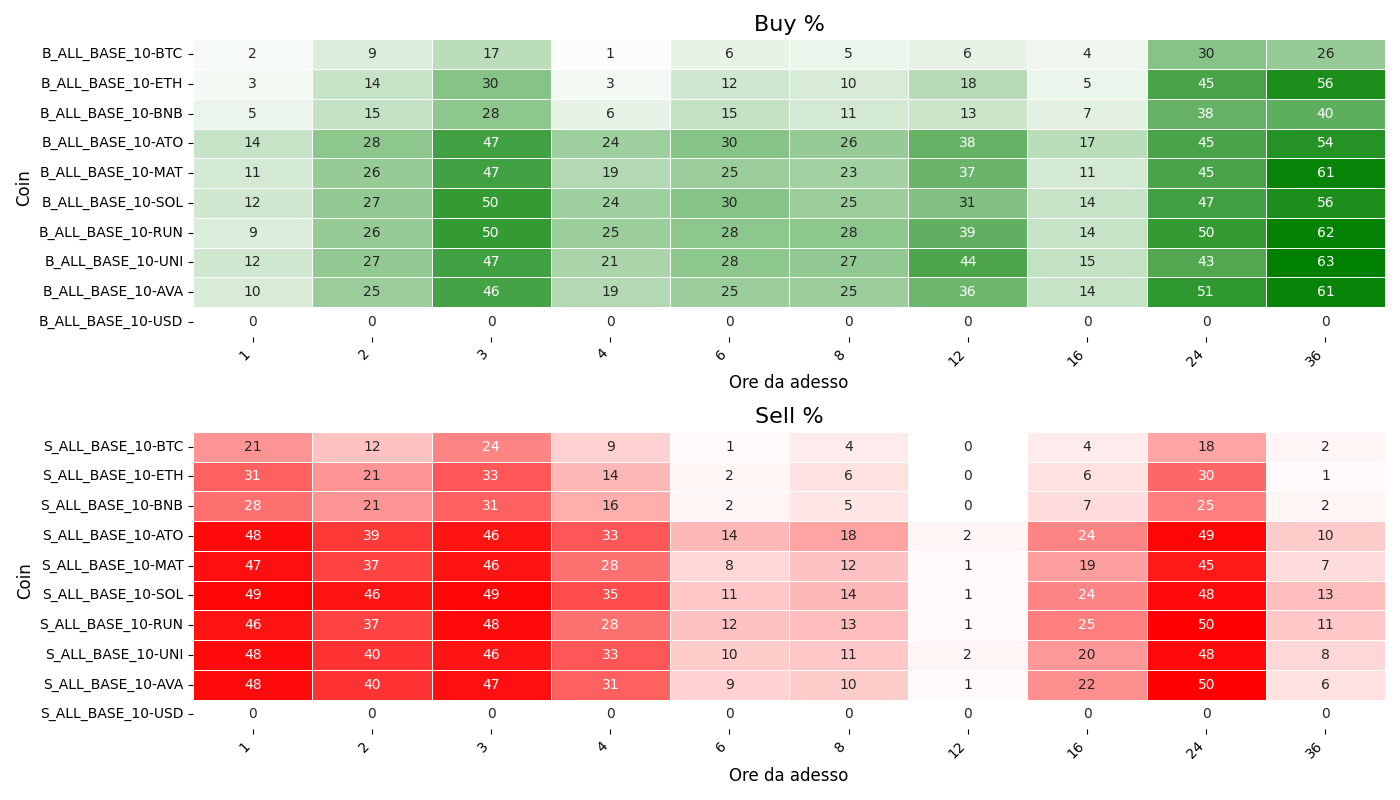 Buy %
Coin
B_ALL_BASE_10-BTC 2 9 17 1 6 5 6 4 30 26
B_ALL_BASE_10-ETH 3 14 30 3 12 10 18 5 45 56
B_ALL_BASE_10-BNB 5 15 28 6 15 11 13 7 38 40
B_ALL_BASE_10-ATO 14 28 47 24 30 26 38 17 45 54
B_ALL_BASE_10-MAT 11 26 47 19 25 23 37 11 45 61
B_ALL_BASE_10-SOL 12 27 50 24 30 25 31 14 47 56
B_ALL_BASE_10-RUN 9 26 50 25 28 28 39 14 50 62
B_ALL_BASE_10-UNI 12 27 47 21 28 27 44 15 43 63
B_ALL_BASE_10-AVA 10 25 46 19 25 25 36 14 51 61
B_ALL_BASE_10-USD 0 0 0 0 0 0 0 0 0 0
1 2 3 4 6 8 12 16 24 36
Ore da adesso
Sell %
Coin
S_ALL_BASE_10-BTC 21 12 24 9 1 4 0 4 18 2
S_ALL_BASE_10-ETH 31 21 33 14 2 6 0 6 30 1
S_ALL_BASE_10-BNB 28 21 31 16 2 5 0 7 25 2
S_ALL_BASE_10-ATO 48 39 46 33 14 18 2 24 49 10
S_ALL_BASE_10-MAT 47 37 46 28 8 12 1 19 45 7
S_ALL_BASE_10-SOL 49 46 49 35 11 14 1 24 48 13
S_ALL_BASE_10-RUN 46 37 48 28 12 13 1 25 50 11
S_ALL_BASE_10-UNI 48 40 46 33 10 11 2 20 48 8
S_ALL_BASE_10-AVA 48 40 47 31 9 10 1 22 50 6
S_ALL_BASE_10-USD 0 0 0 0 0 0 0 0 0 0
1 2 3 4 6 8 12 16 24 36
Ore da adesso